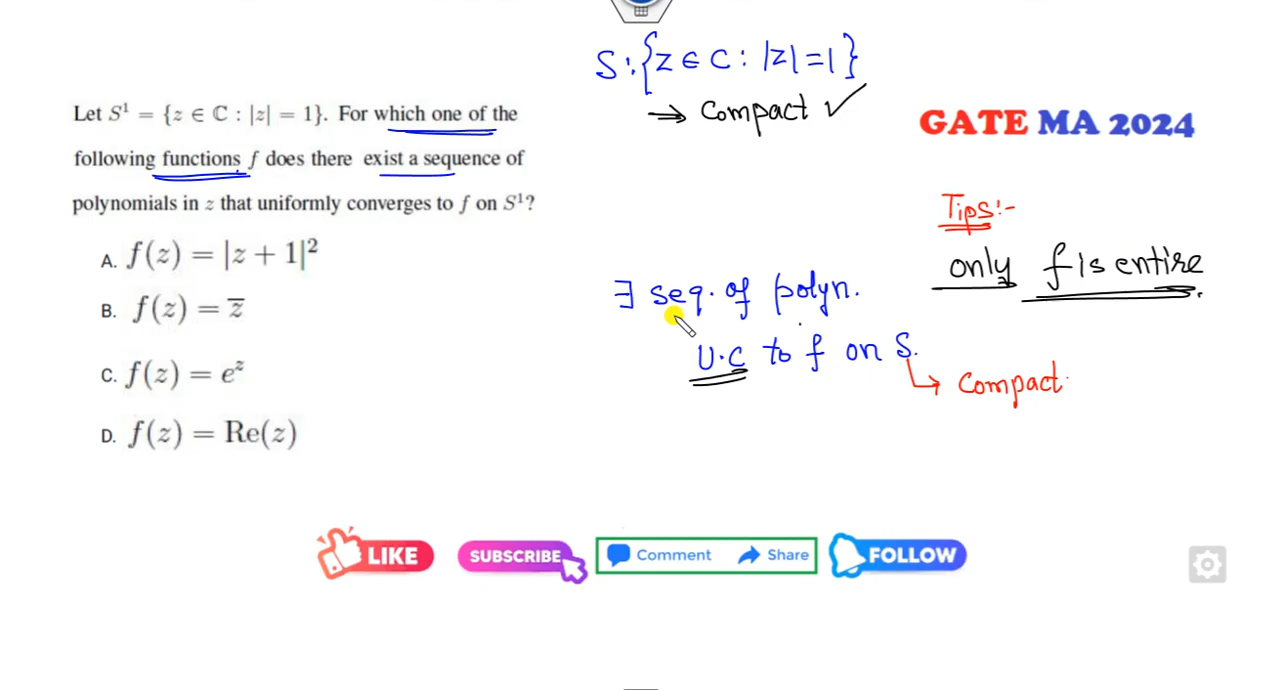 S:{z ∈ C : |z|=1}
→ Compact ✓
Let S¹ = {z ∈ ℂ : |z| = 1}. For which one of the
following functions f does there exist a sequence of
polynomials in z that uniformly converges to f on S¹?
A. f(z) = |z + 1|²
B. f(z) = z̅
C. f(z) = eᶻ
D. f(z) = Re(z)
∃ seq. of polyn.
U.C to f on S.
↳ Compact.
GATE MA 2024
Tips:-
only f is entire.
LIKE
SUBSCRIBE
Comment
Share
FOLLOW